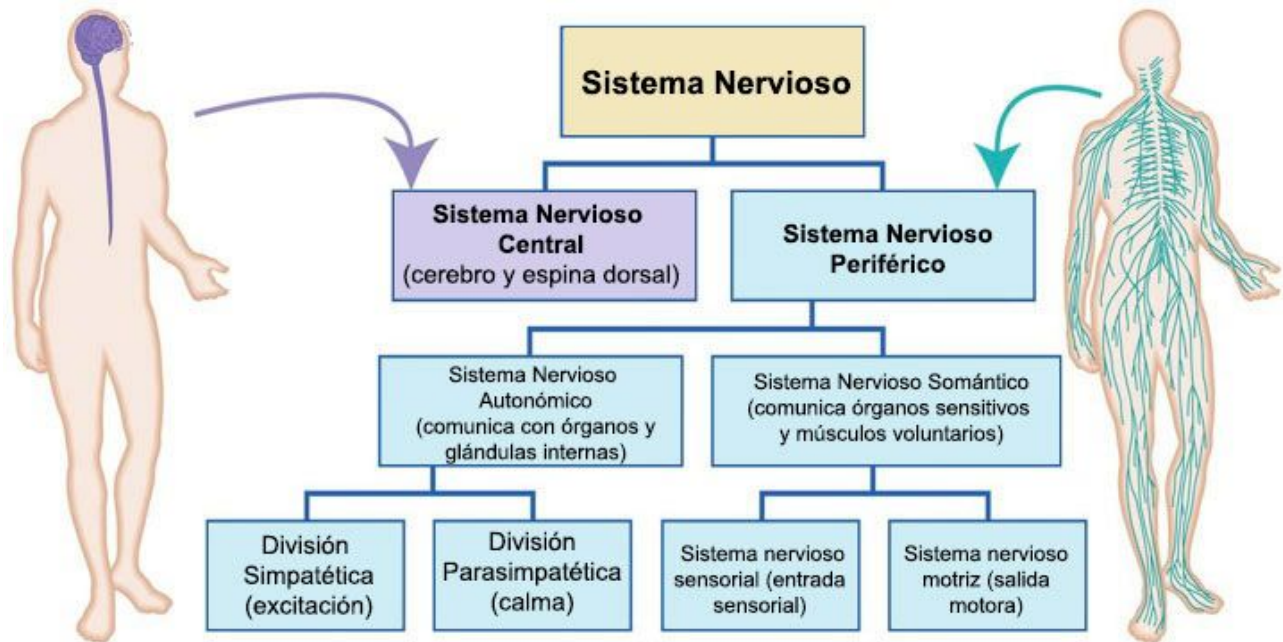 Sistema Nervioso
Sistema Nervioso
Central
(cerebro y espina dorsal)
Sistema Nervioso
Periférico
Sistema Nervioso
Autonómico
(comunica con órganos y
glándulas internas)
Sistema Nervioso Somántico
(comunica órganos sensitivos
y músculos voluntarios)
División
Simpatética
(excitación)
División
Parasimpatética
(calma)
Sistema nervioso
sensorial (entrada
sensorial)
Sistema nervioso
motriz (salida
motora)